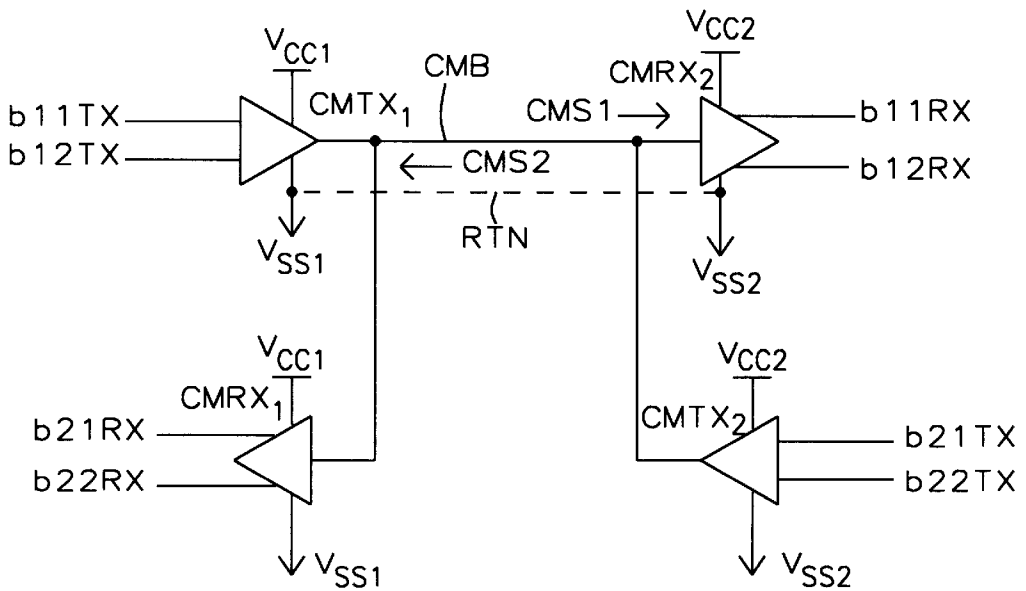 VCC1
VCC2
CMB
CMTX1
CMRX2
CMS1
b11TX
b11RX
b12TX
CMS2
b12RX
RTN
VSS1
VSS2
VCC1
VCC2
CMRX1
CMTX2
b21RX
b21TX
b22RX
b22TX
VSS1
VSS2